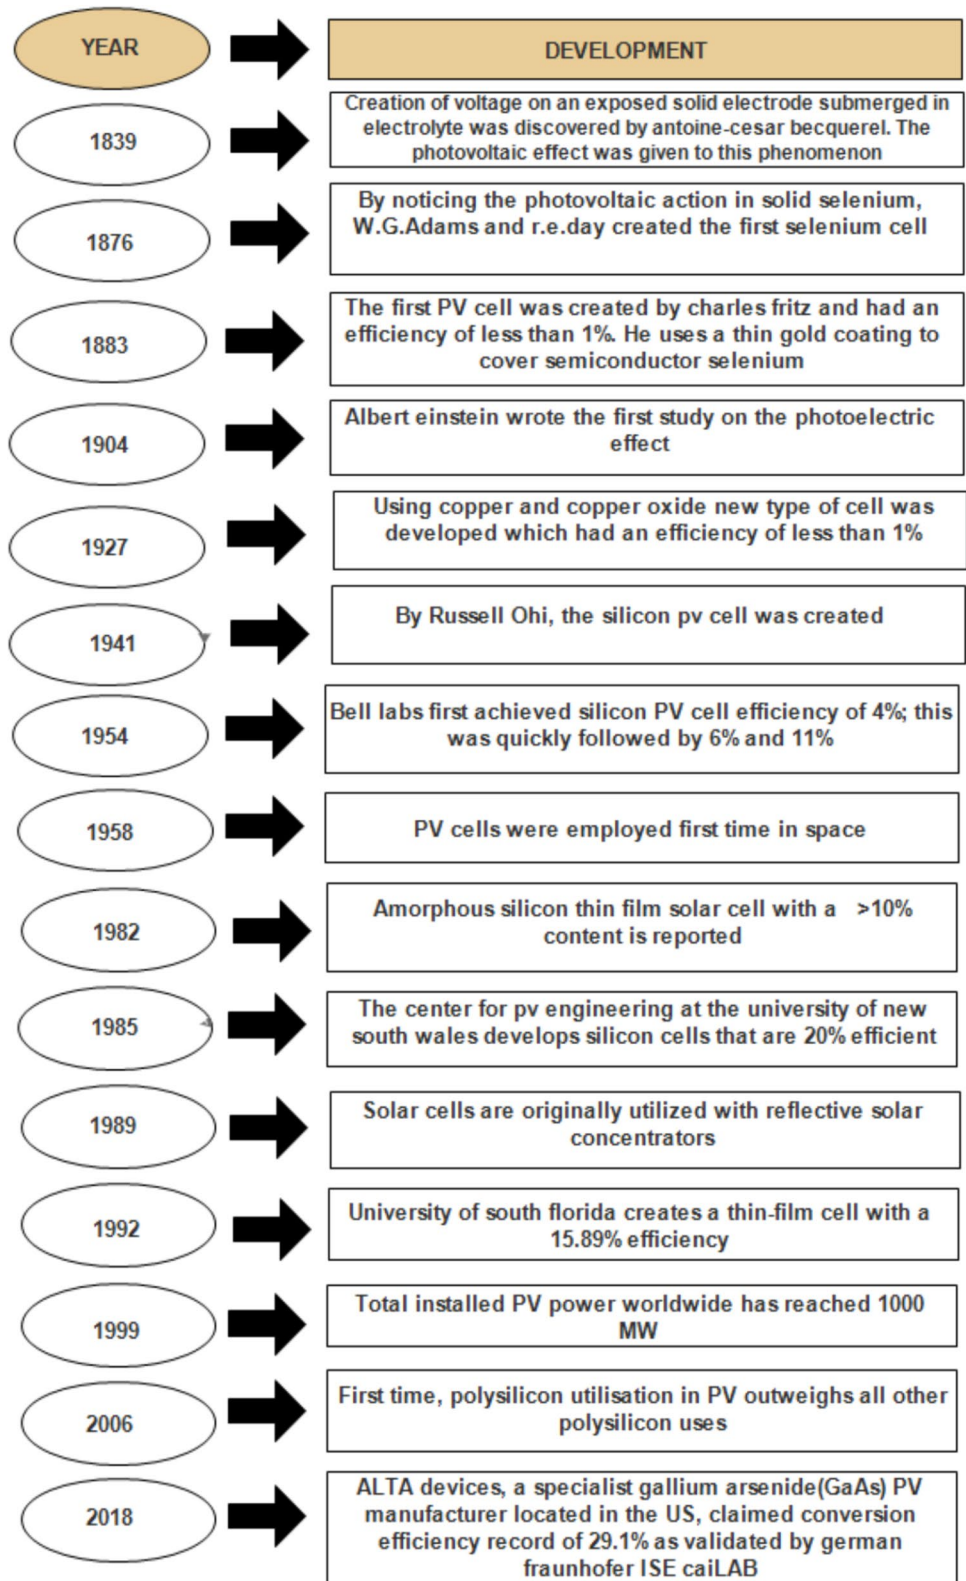 YEAR
DEVELOPMENT
1839
Creation of voltage on an exposed solid electrode submerged in
electrolyte was discovered by antoine-cesar becquerel. The
photovoltaic effect was given to this phenomenon
1876
By noticing the photovoltaic action in solid selenium,
W.G.Adams and r.e.day created the first selenium cell
1883
The first PV cell was created by charles fritz and had an
efficiency of less than 1%. He uses a thin gold coating to
cover semiconductor selenium
1904
Albert einstein wrote the first study on the photoelectric
effect
1927
Using copper and copper oxide new type of cell was
developed which had an efficiency of less than 1%
1941
By Russell Ohi, the silicon pv cell was created
1954
Bell labs first achieved silicon PV cell efficiency of 4%; this
was quickly followed by 6% and 11%
1958
PV cells were employed first time in space
1982
Amorphous silicon thin film solar cell with a >10%
content is reported
1985
The center for pv engineering at the university of new
south wales develops silicon cells that are 20% efficient
1989
Solar cells are originally utilized with reflective solar
concentrators
1992
University of south florida creates a thin-film cell with a
15.89% efficiency
1999
Total installed PV power worldwide has reached 1000
MW
2006
First time, polysilicon utilisation in PV outweighs all other
polysilicon uses
2018
ALTA devices, a specialist gallium arsenide(GaAs) PV
manufacturer located in the US, claimed conversion
efficiency record of 29.1% as validated by german
fraunhofer ISE caiLAB